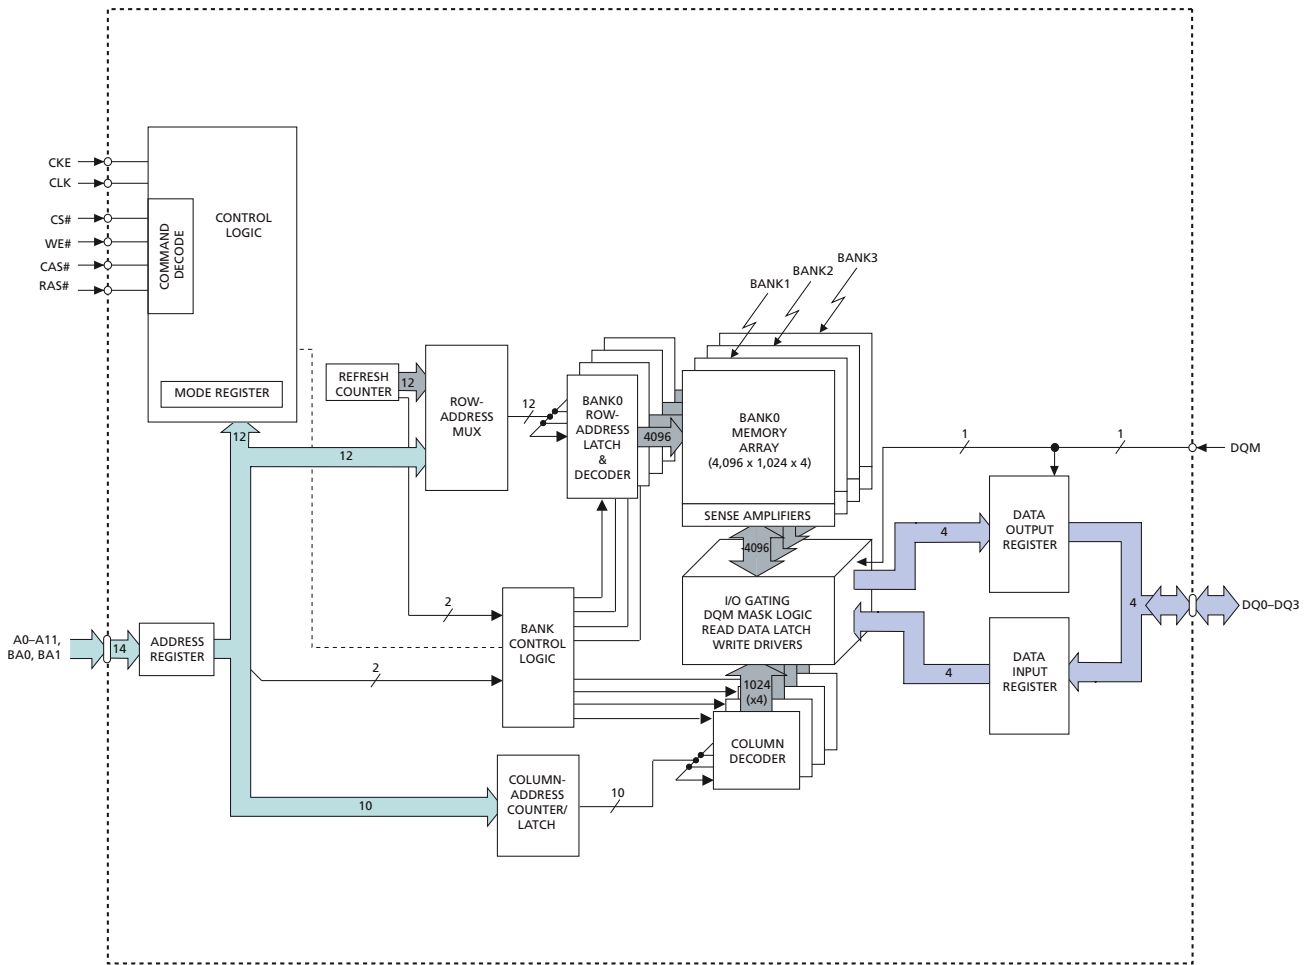 CKE
CLK
CS#
WE#
CAS#
RAS#
COMMAND
DECODE
CONTROL
LOGIC
MODE REGISTER
12
12
REFRESH
COUNTER
12
ROW-
ADDRESS
MUX
12
BANK0
ROW-
ADDRESS
LATCH
&
DECODER
4096
BANK1
BANK2
BANK3
BANK0
MEMORY
ARRAY
(4,096 x 1,024 x 4)
SENSE AMPLIFIERS
4096
I/O GATING
DQM MASK LOGIC
READ DATA LATCH
WRITE DRIVERS
1024
(x4)
COLUMN
DECODER
1
1
DQM
DATA
OUTPUT
REGISTER
4
4
DQ0–DQ3
DATA
INPUT
REGISTER
4
A0–A11,
BA0, BA1
14
ADDRESS
REGISTER
2
2
BANK
CONTROL
LOGIC
10
COLUMN-
ADDRESS
COUNTER/
LATCH
10